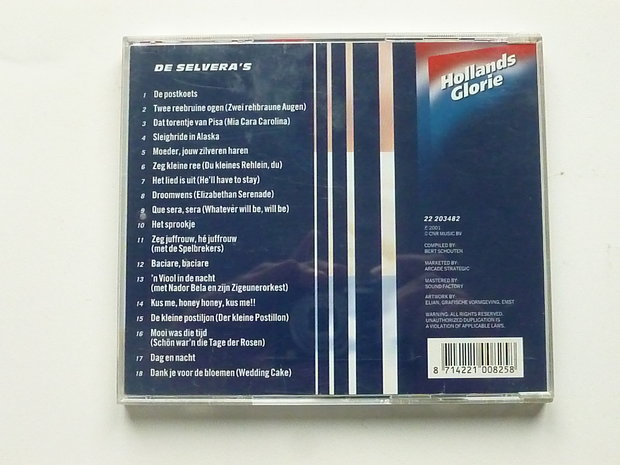 DE SELVERA'S
1 De postkoets
2 Twee reebruine ogen (Zwei rehbraune Augen)
3 Dat torentje van Pisa (Mia Cara Carolina)
4 Sleighride in Alaska
5 Moeder, jouw zilveren haren
6 Zeg kleine ree (Du kleines Rehlein, du)
7 Het lied is uit (He'll have to stay)
8 Droomwens (Elizabethan Serenade)
9 Que sera, sera (Whatever will be, will be)
10 Het sprookje
11 Zeg juffrouw, hé juffrouw
(met de Spelbrekers)
12 Baciare, baciare
13 'n Viool in de nacht
(met Nador Bela en zijn Zigeunerorkest)
14 Kus me, honey honey, kus me!!
15 De kleine postiljon (Der kleine Postillon)
16 Mooi was die tijd
(Schön war'n die Tage der Rosen)
17 Dag en nacht
18 Dank je voor de bloemen (Wedding Cake)
Hollands
Glorie
22 203482
℗ 2001
© CNR MUSIC BV
COMPILED BY:
BERT SCHOUTEN
MARKETED BY:
ARCADE STRATEGIC
MASTERED BY:
SOUND FACTORY
ARTWORK BY:
ELIAN, GRAFISCHE VORMGEVING, EMST
WARNING: ALL RIGHTS RESERVED.
UNAUTHORIZED DUPLICATION IS
A VIOLATION OF APPLICABLE LAWS.
8 714221 008258